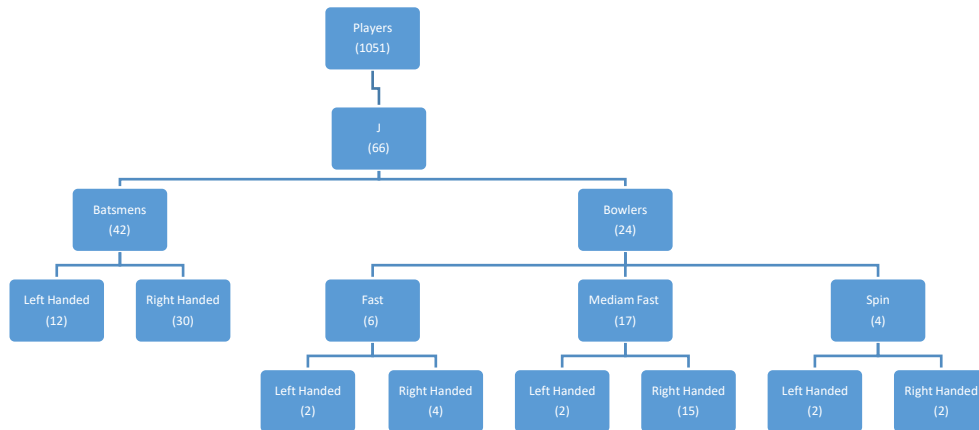 Players
(1051)
J
(66)
Batsmens
(42)
Bowlers
(24)
Left Handed
(12)
Right Handed
(30)
Fast
(6)
Mediam Fast
(17)
Spin
(4)
Left Handed
(2)
Right Handed
(4)
Left Handed
(2)
Right Handed
(15)
Left Handed
(2)
Right Handed
(2)